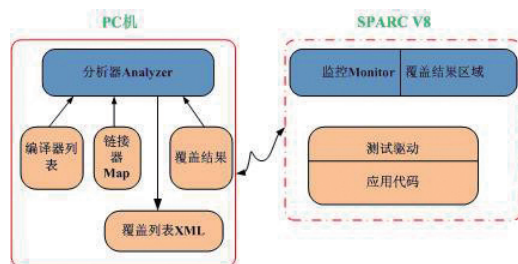 PC机
SPARC V8
分析器Analyzer
监控Monitor
覆盖结果区域
编译器列
表
链接
器
Map
覆盖结果
测试驱动
应用代码
覆盖列表XML